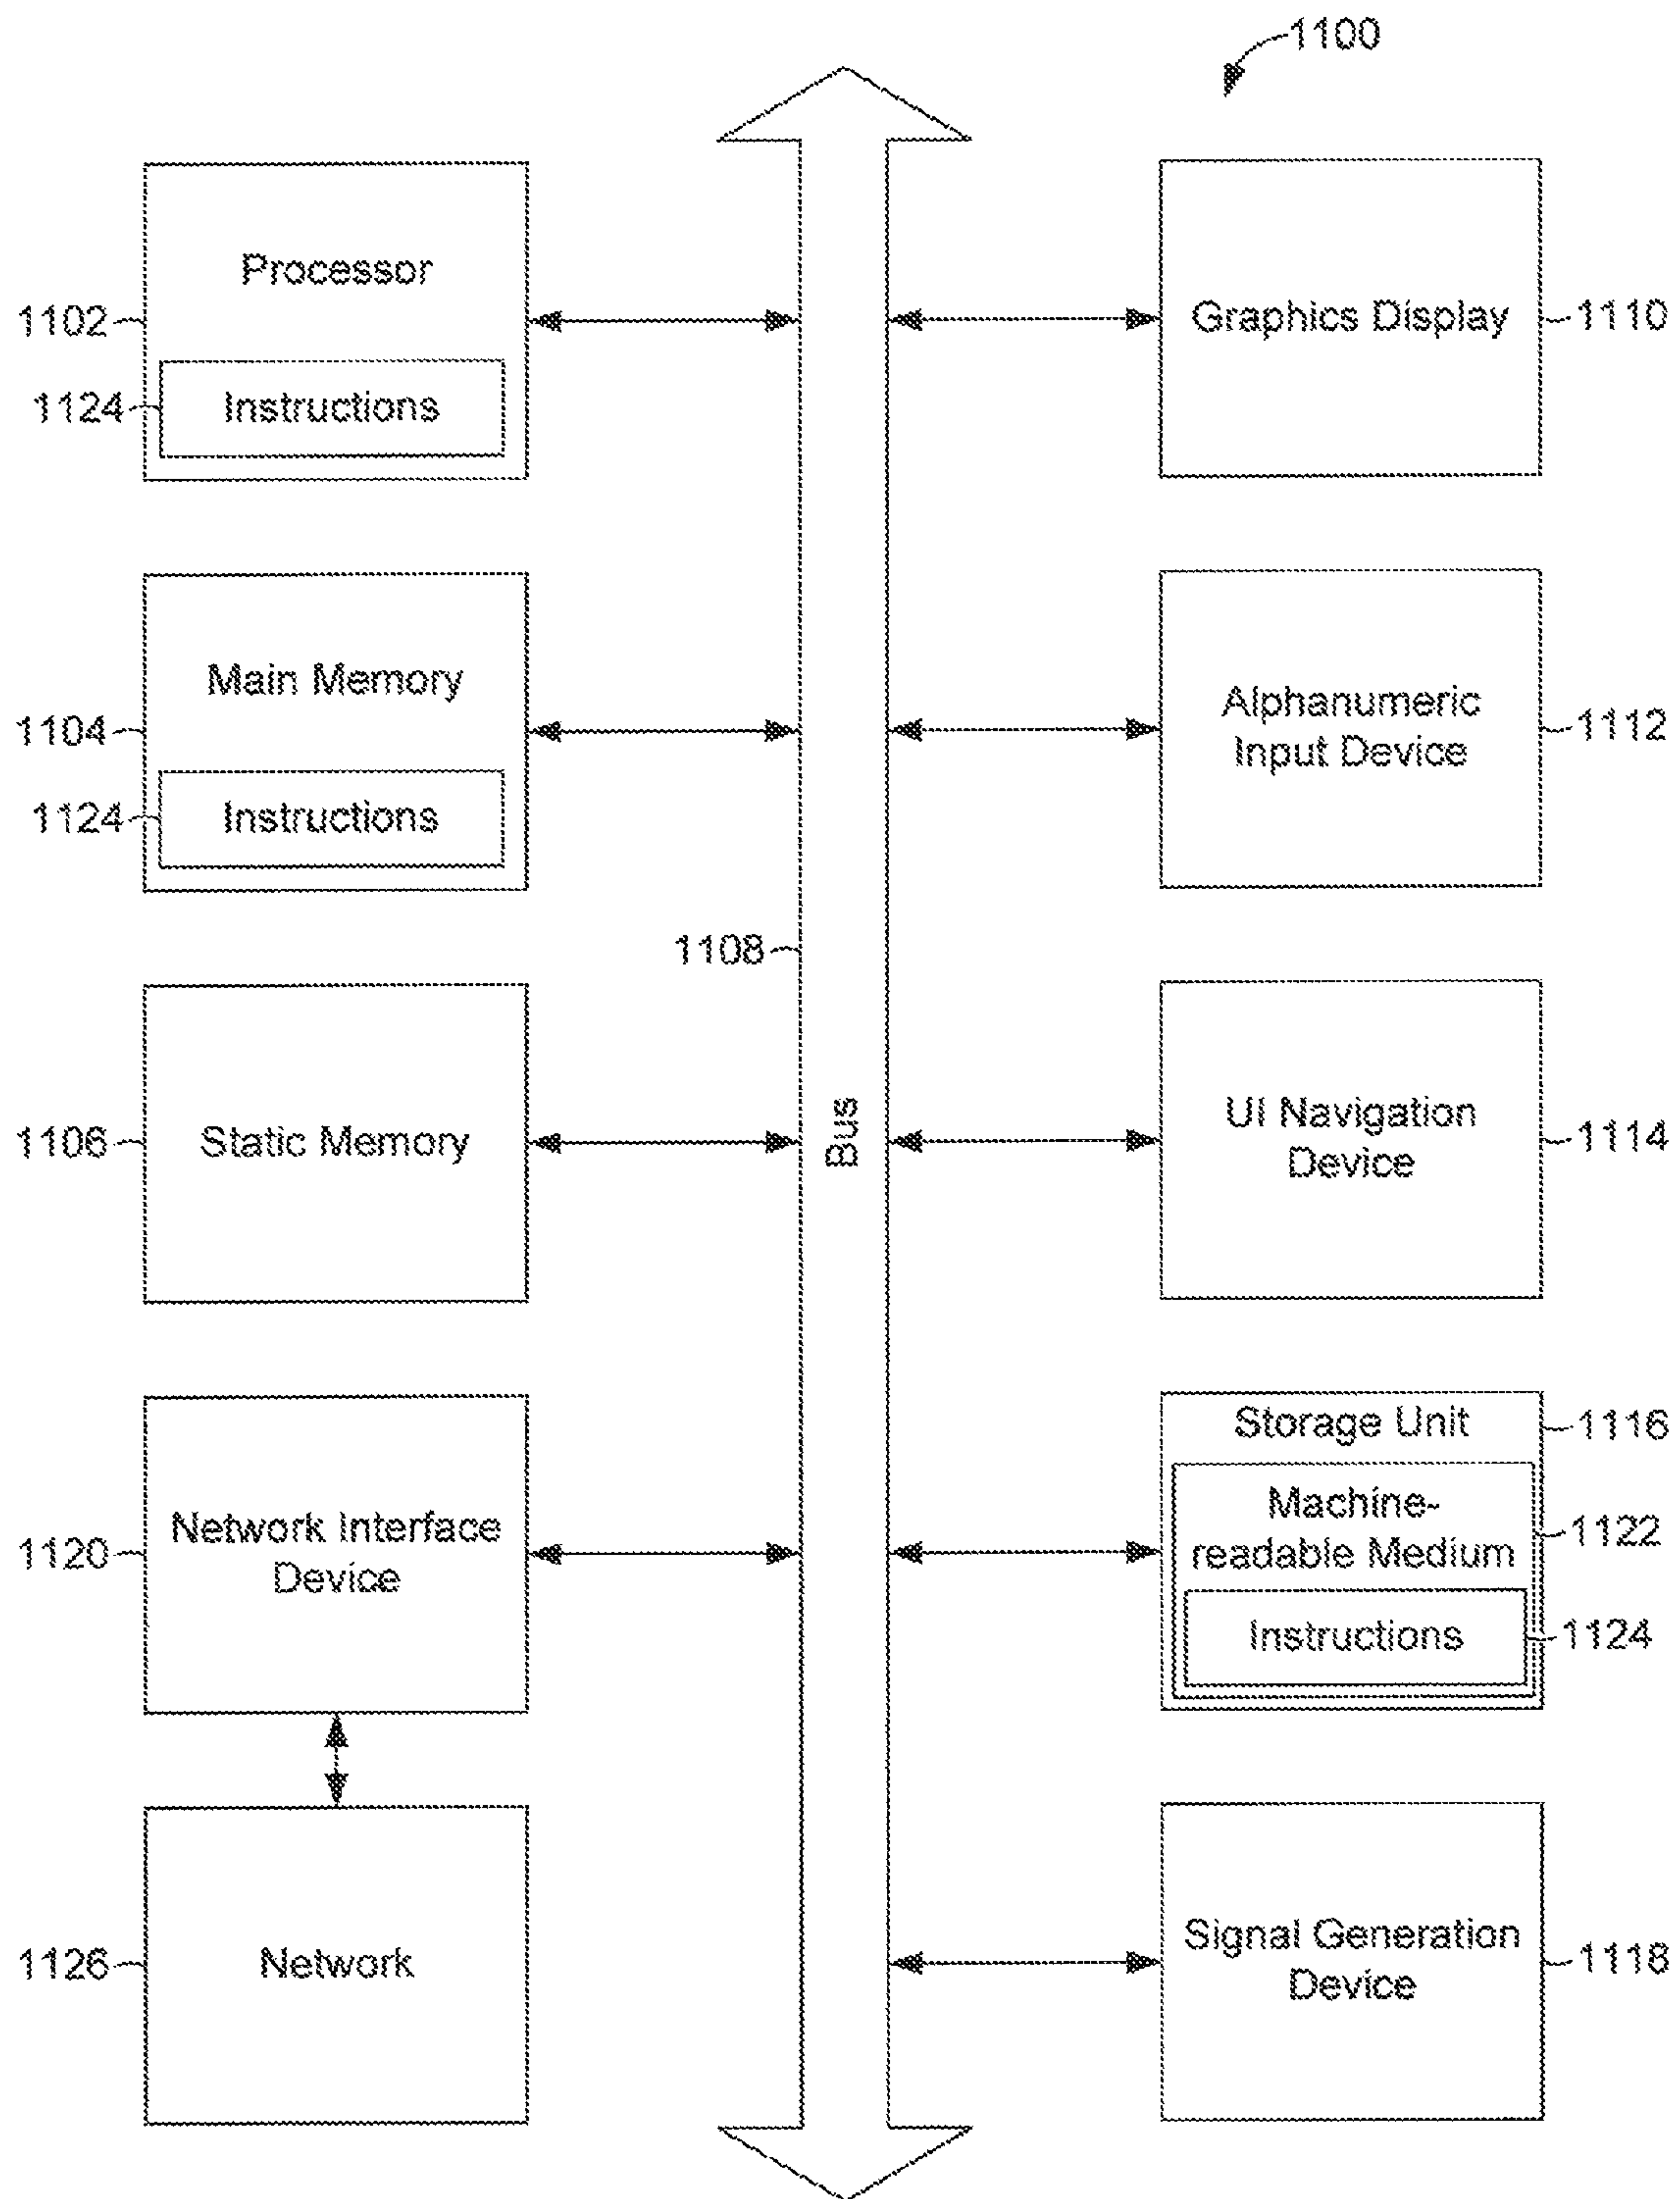 1100
Processor
1102
1124
Instructions
Main Memory
1104
1124
Instructions
1106
Static Memory
1120
Network Interface
Device
1126
Network
1108
Bus
Graphics Display
1110
Alphanumeric
Input Device
1112
UI Navigation
Device
1114
Storage Unit
1116
Machine-
readable Medium
1122
Instructions
1124
Signal Generation
Device
1118